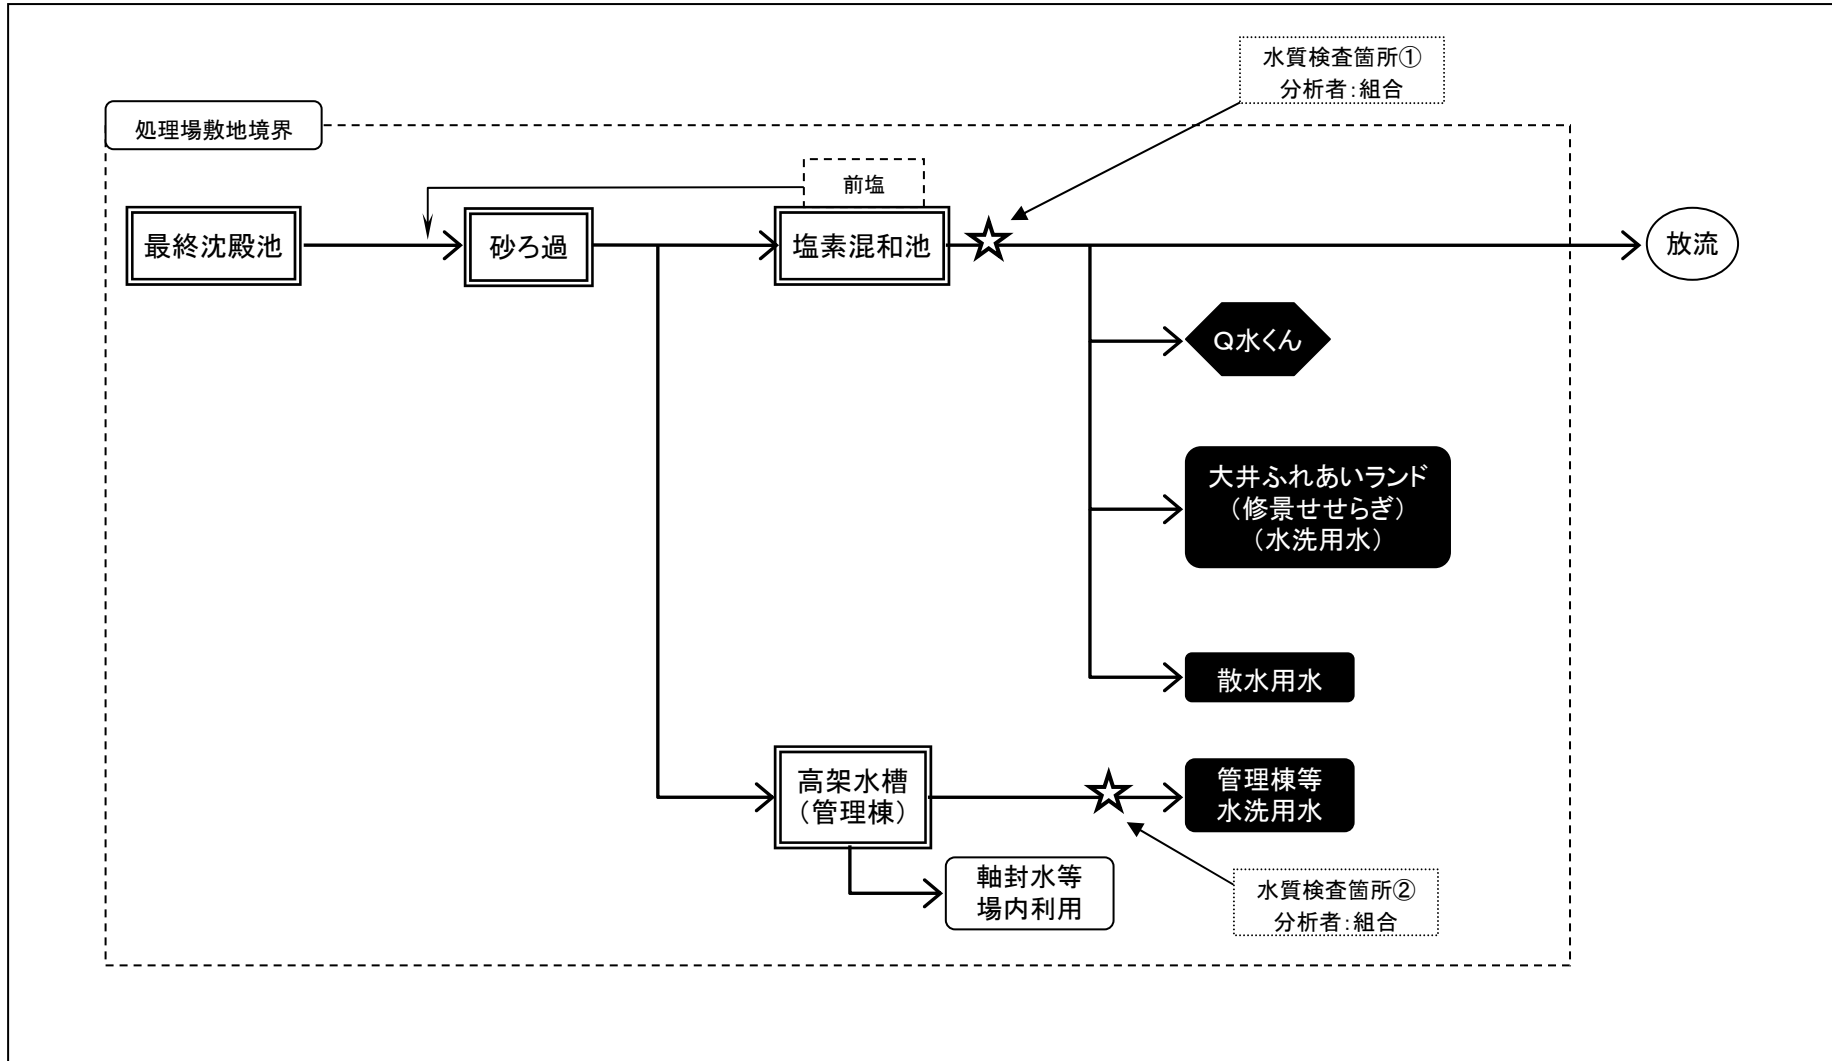 水質検査箇所①
分析者：組合
処理場敷地境界
前塩
最終沈殿池
砂ろ過
塩素混和池
放流
Ｑ水くん
大井ふれあいランド
（修景せせらぎ）
（水洗用水）
散水用水
高架水槽
（管理棟）
管理棟等
水洗用水
軸封水等
場内利用
水質検査箇所②
分析者：組合